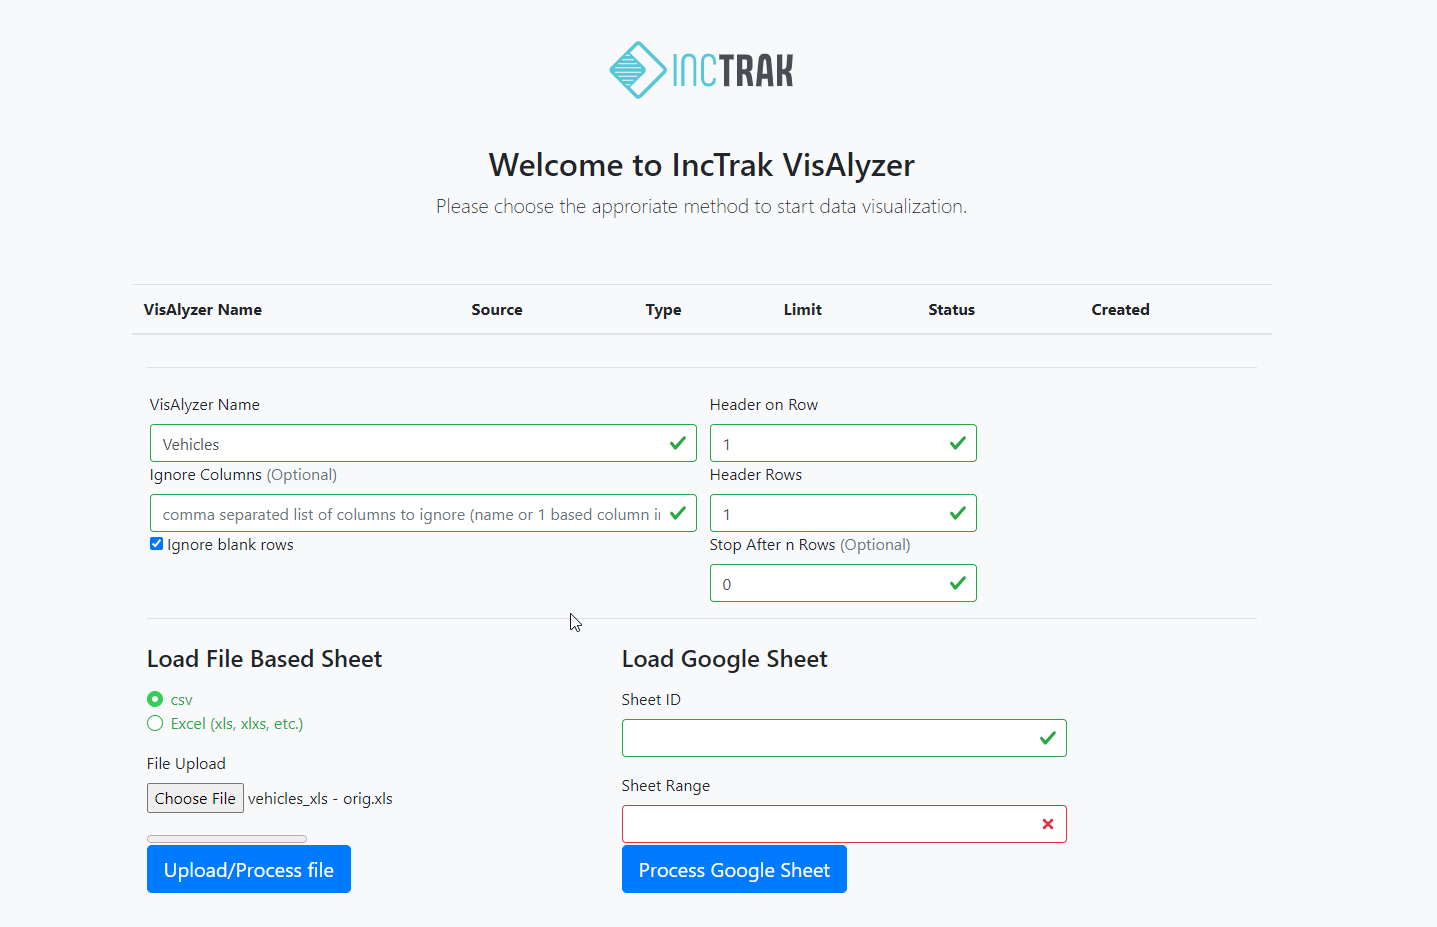 INCTRAK
Welcome to IncTrak VisAlyzer
Please choose the approriate method to start data visualization.
VisAlyzer Name Source Type Limit Status Created
VisAlyzer Name
Vehicles
Ignore Columns (Optional)
comma separated list of columns to ignore (name or 1 based column
Ignore blank rows
Header on Row
1
Header Rows
1
Stop After n Rows (Optional)
0
Load File Based Sheet
csv
Excel (xls, xlxs, etc.)
File Upload
Choose File vehicles_xls - orig.xls
Upload/Process file
Load Google Sheet
Sheet ID
Sheet Range
Process Google Sheet